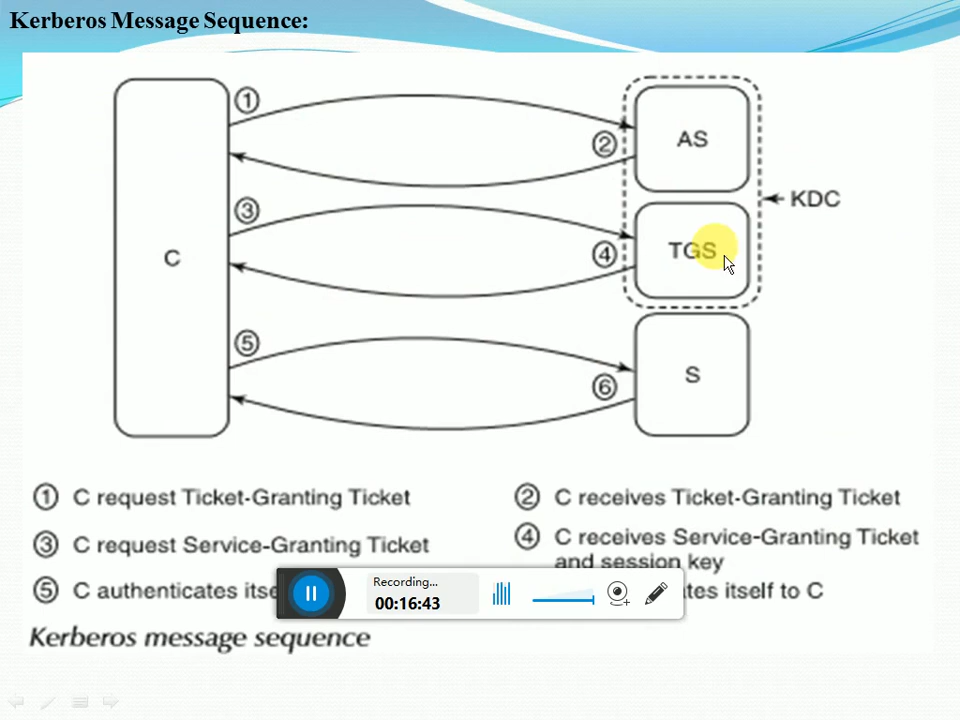 Kerberos Message Sequence:
① AS
②
KDC
③
C TGS
④
⑤
S
⑥
① C request Ticket-Granting Ticket ② C receives Ticket-Granting Ticket
③ C request Service-Granting Ticket ④ C receives Service-Granting Ticket
and session key
⑤ C authenticates itse
Recording...
00:16:43
ates itself to C
Kerberos message sequence